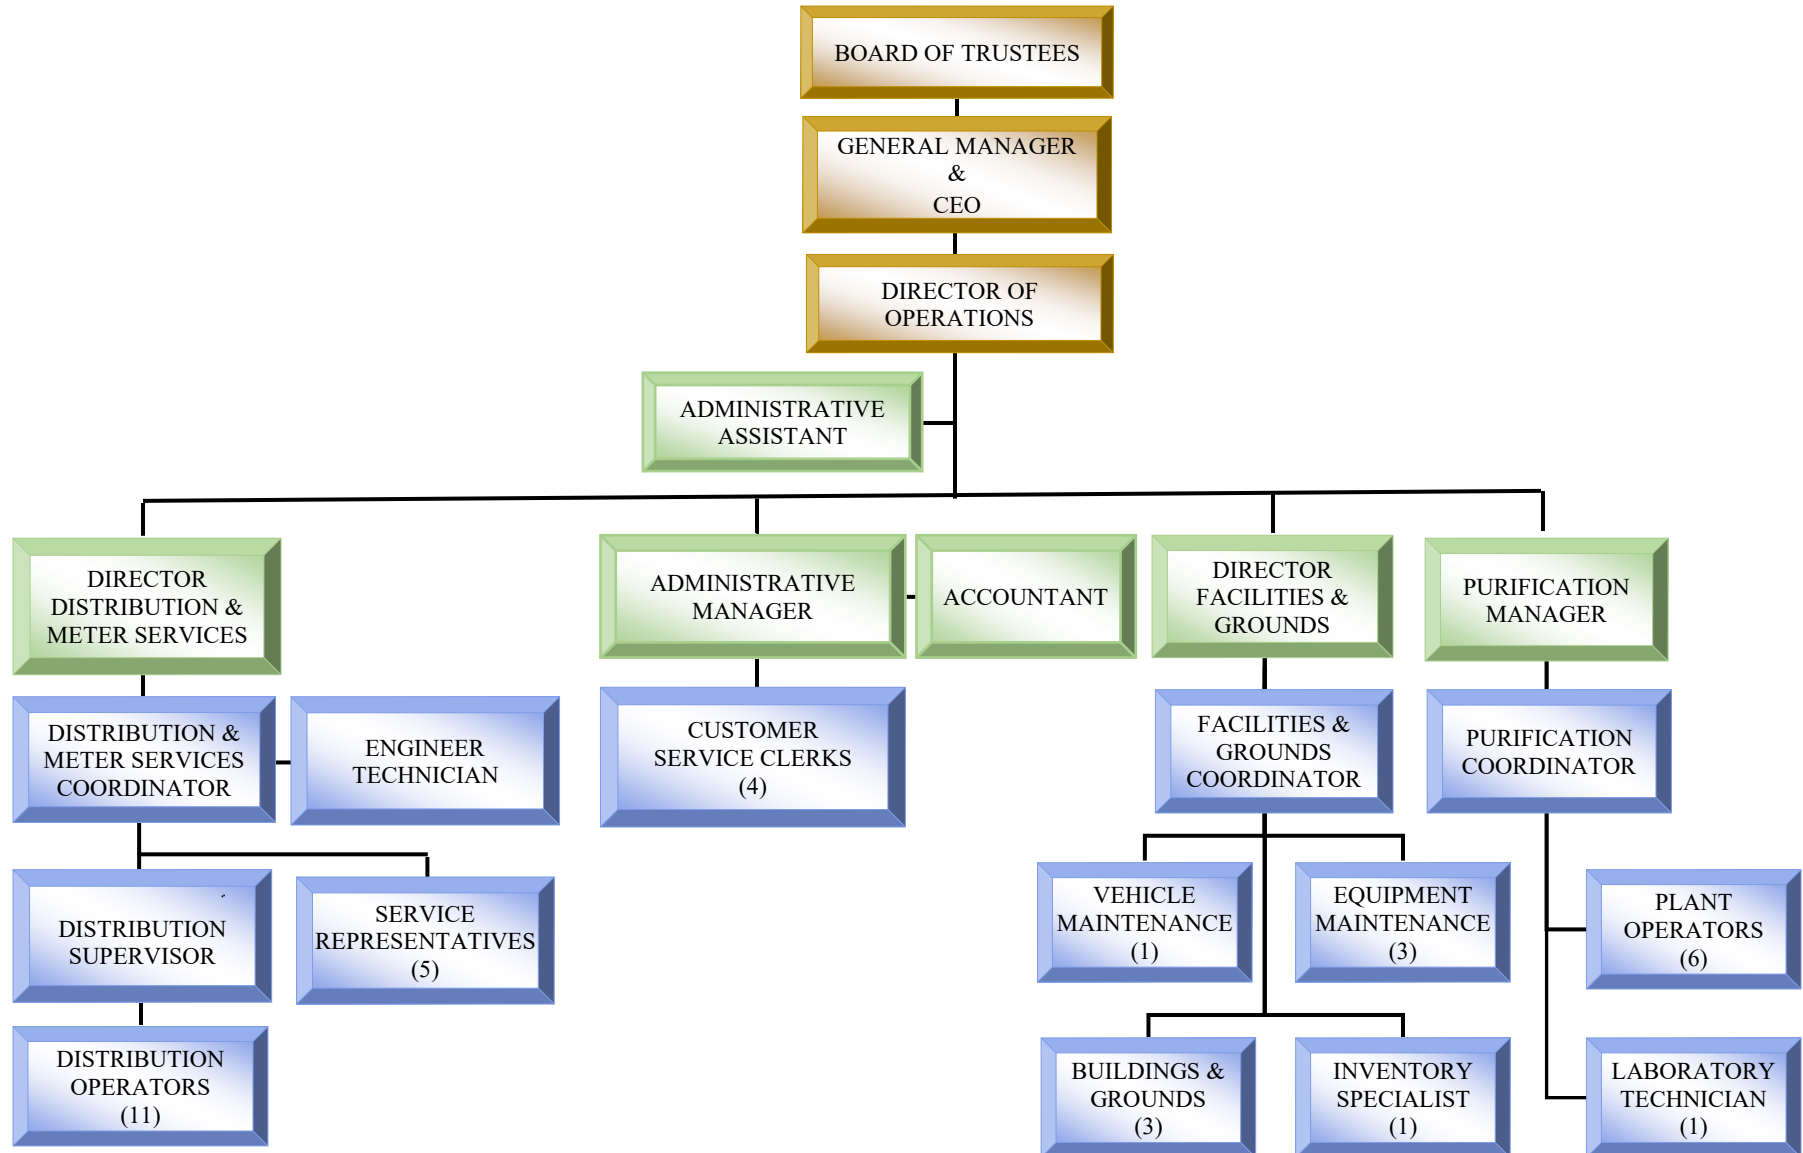 BOARD OF TRUSTEES
GENERAL MANAGER
&
CEO
DIRECTOR OF
OPERATIONS
ADMINISTRATIVE
ASSISTANT
DIRECTOR
DISTRIBUTION &
METER SERVICES
ADMINISTRATIVE
MANAGER
ACCOUNTANT
DIRECTOR
FACILITIES &
GROUNDS
PURIFICATION
MANAGER
DISTRIBUTION &
METER SERVICES
COORDINATOR
ENGINEER
TECHNICIAN
CUSTOMER
SERVICE CLERKS
(4)
FACILITIES &
GROUNDS
COORDINATOR
PURIFICATION
COORDINATOR
DISTRIBUTION
SUPERVISOR
SERVICE
REPRESENTATIVES
(5)
VEHICLE
MAINTENANCE
(1)
EQUIPMENT
MAINTENANCE
(3)
PLANT
OPERATORS
(6)
DISTRIBUTION
OPERATORS
(11)
BUILDINGS &
GROUNDS
(3)
INVENTORY
SPECIALIST
(1)
LABORATORY
TECHNICIAN
(1)